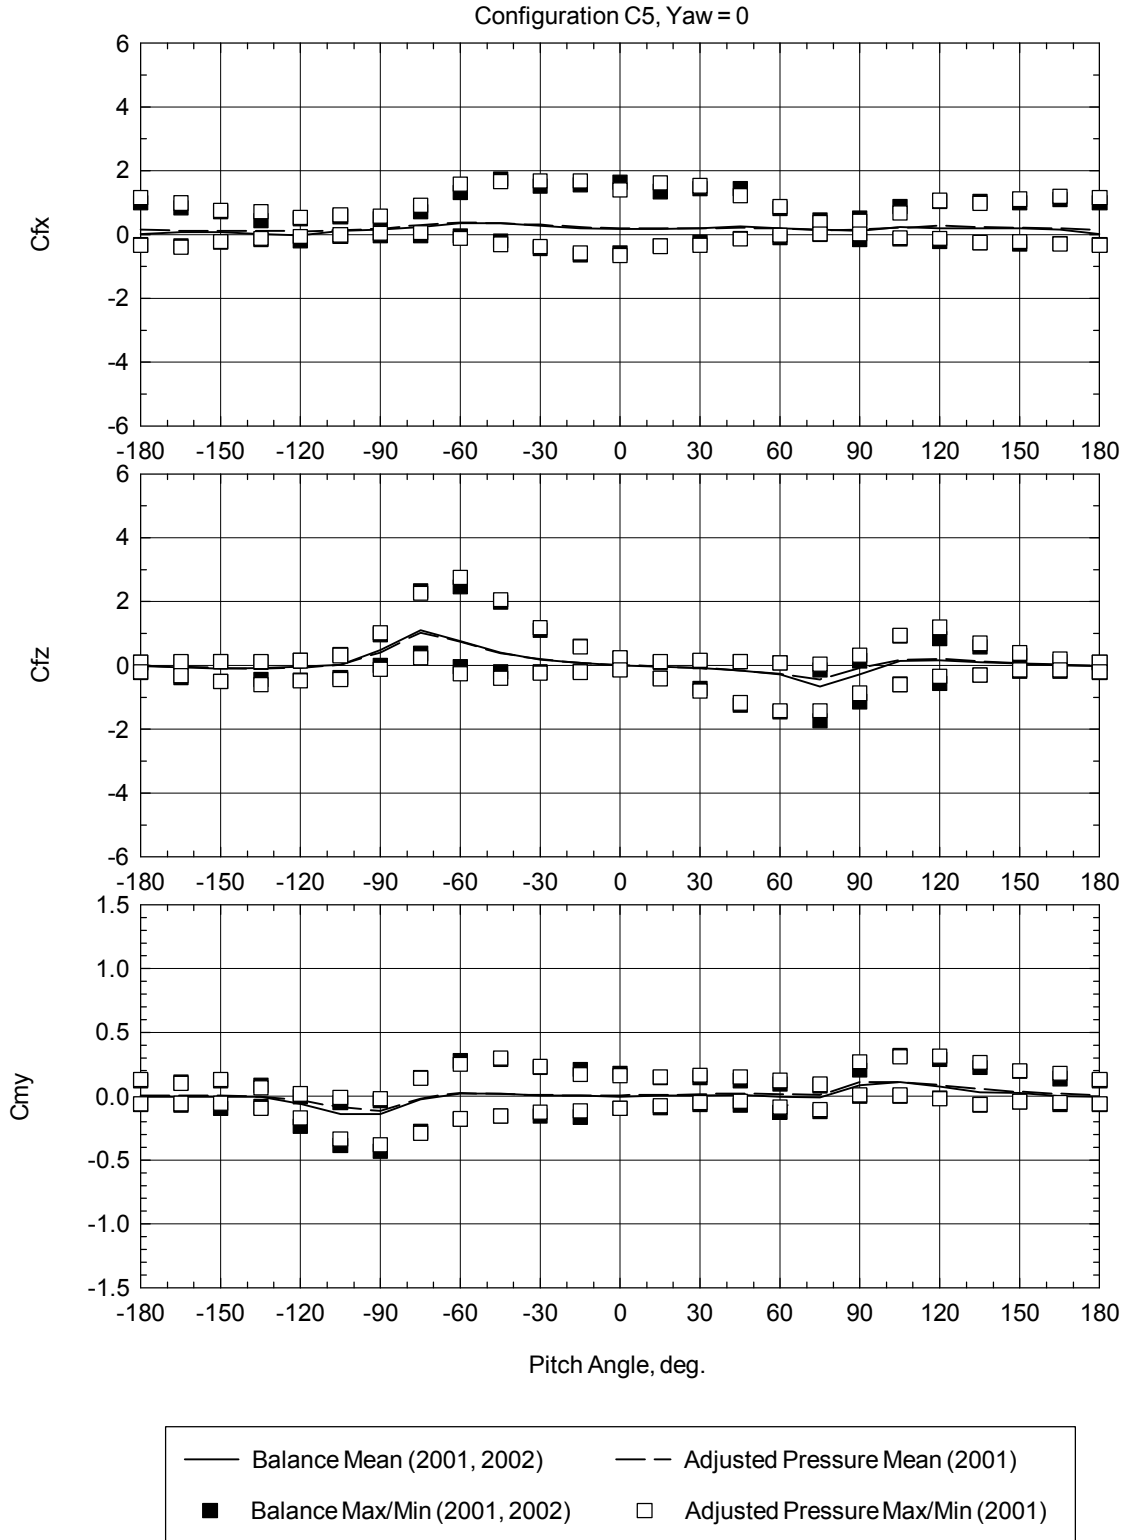 Configuration C5, Yaw = 0
6
4
2
0
-2
-4
-6
Cfx
-180 -150 -120 -90 -60 -30 0 30 60 90 120 150 180
6
4
2
0
-2
-4
-6
Cfz
-180 -150 -120 -90 -60 -30 0 30 60 90 120 150 180
1.5
1.0
0.5
0.0
-0.5
-1.0
-1.5
Cmy
-180 -150 -120 -90 -60 -30 0 30 60 90 120 150 180
Pitch Angle, deg.
Balance Mean (2001, 2002) Adjusted Pressure Mean (2001)
Balance Max/Min (2001, 2002) Adjusted Pressure Max/Min (2001)